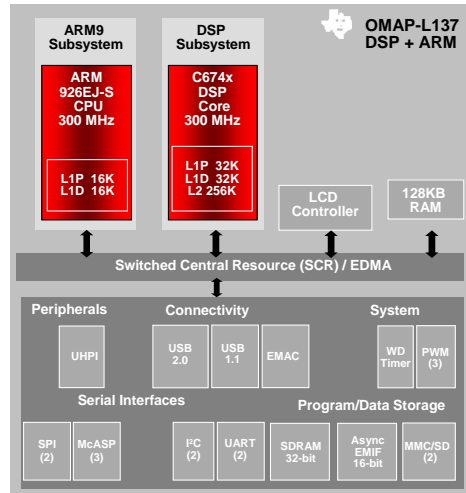 ARM9
Subsystem
DSP
Subsystem
OMAP-L137
DSP + ARM
ARM
926EJ-S
CPU
300 MHz
L1P 16K
L1D 16K
C674x
DSP
Core
300 MHz
L1P 32K
L1D 32K
L2 256K
LCD
Controller
128KB
RAM
Switched Central Resource (SCR) / EDMA
Peripherals
Connectivity
System
UHPI
USB
2.0
USB
1.1
EMAC
WD
Timer
PWM
(3)
Serial Interfaces
Program/Data Storage
SPI
(2)
McASP
(3)
I²C
(2)
UART
(2)
SDRAM
32-bit
Async
EMIF
16-bit
MMC/SD
(2)